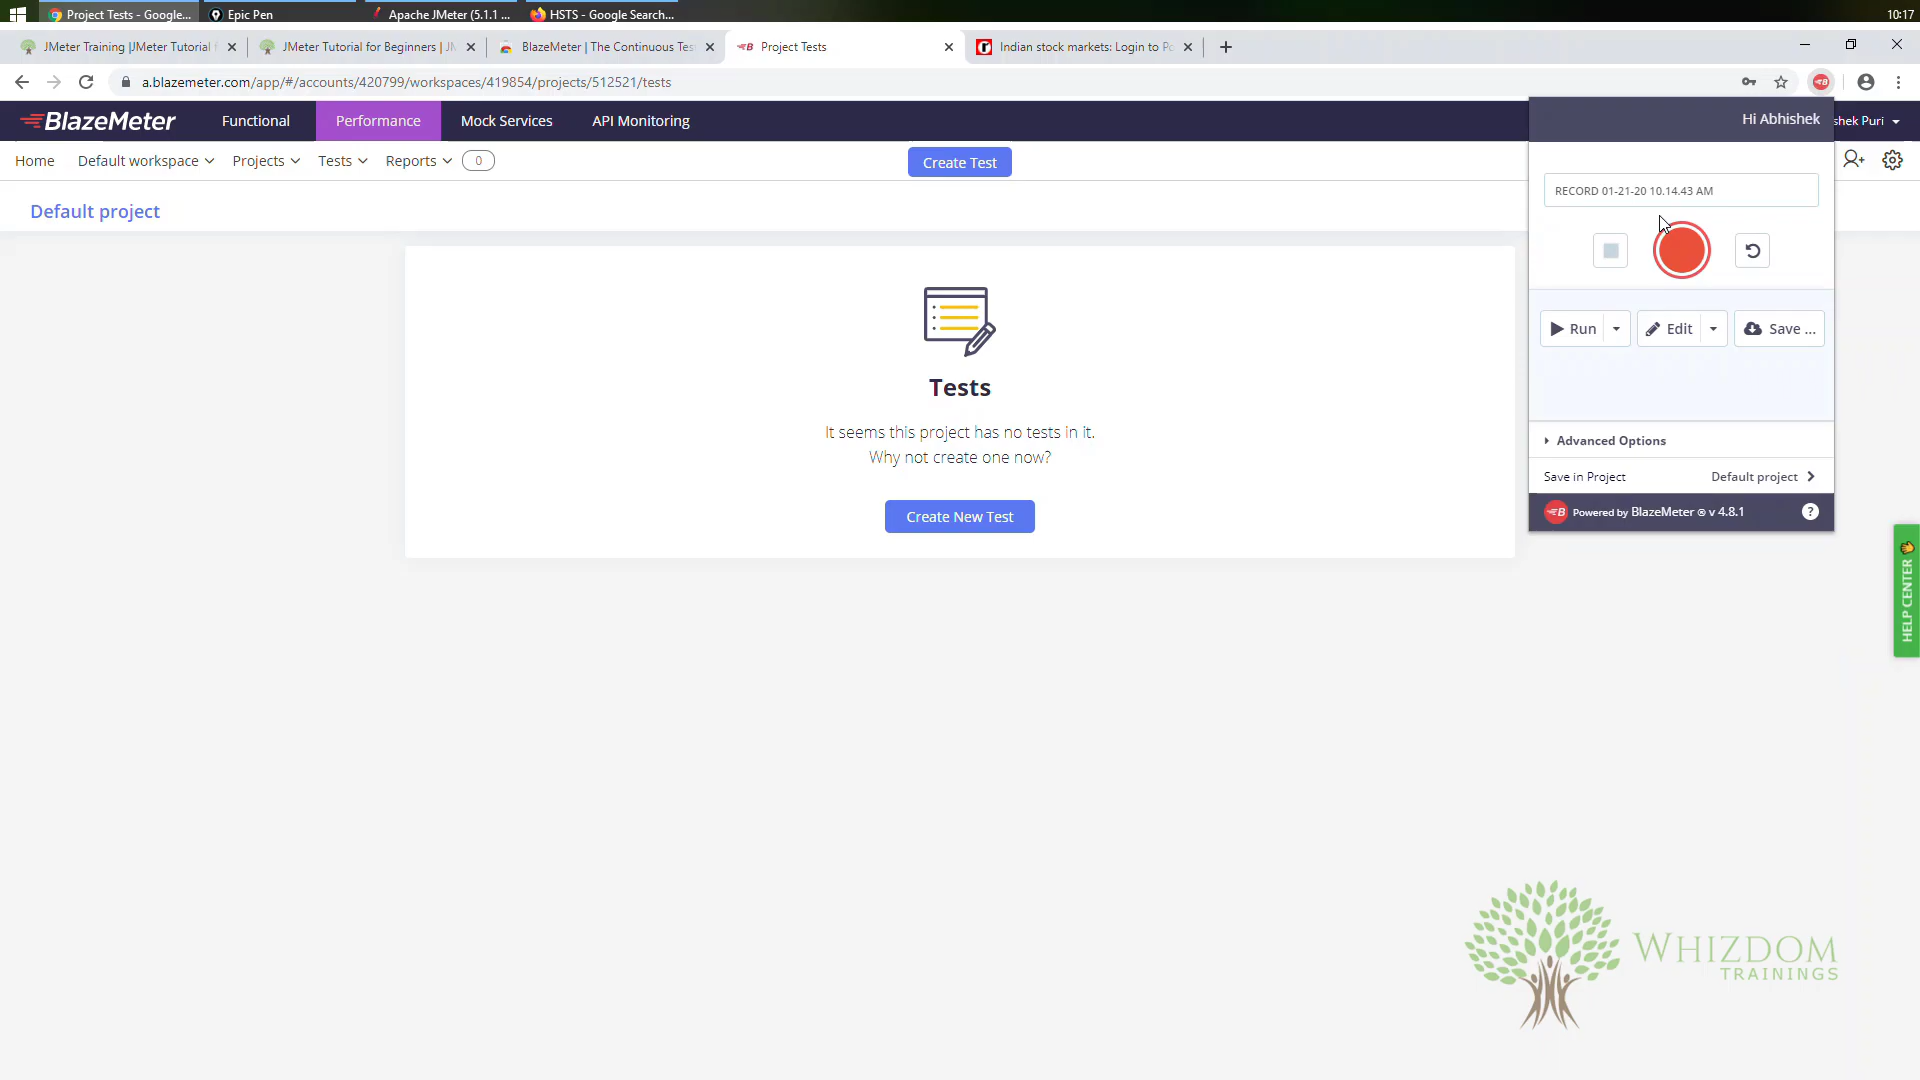 Project Tests - Google...
Epic Pen
Apache JMeter (5.1.1 ...
HSTS - Google Search...
10:17
JMeter Training |JMeter Tutorial
JMeter Tutorial for Beginners | JM
BlazeMeter | The Continuous Test
Project Tests
Indian stock markets: Login to Po
a.blazemeter.com/app/#/accounts/420799/workspaces/419854/projects/512521/tests
BlazeMeter
Functional
Performance
Mock Services
API Monitoring
Hi Abhishek
shek Puri
Home
Default workspace
Projects
Tests
Reports
0
Create Test
Default project
RECORD 01-21-20 10.14.43 AM
Run
Edit
Save ...
Advanced Options
Save in Project
Default project
Powered by BlazeMeter ® v 4.8.1
?
Tests
It seems this project has no tests in it.
Why not create one now?
Create New Test
HELP CENTER
WHIZDOM
TRAININGS